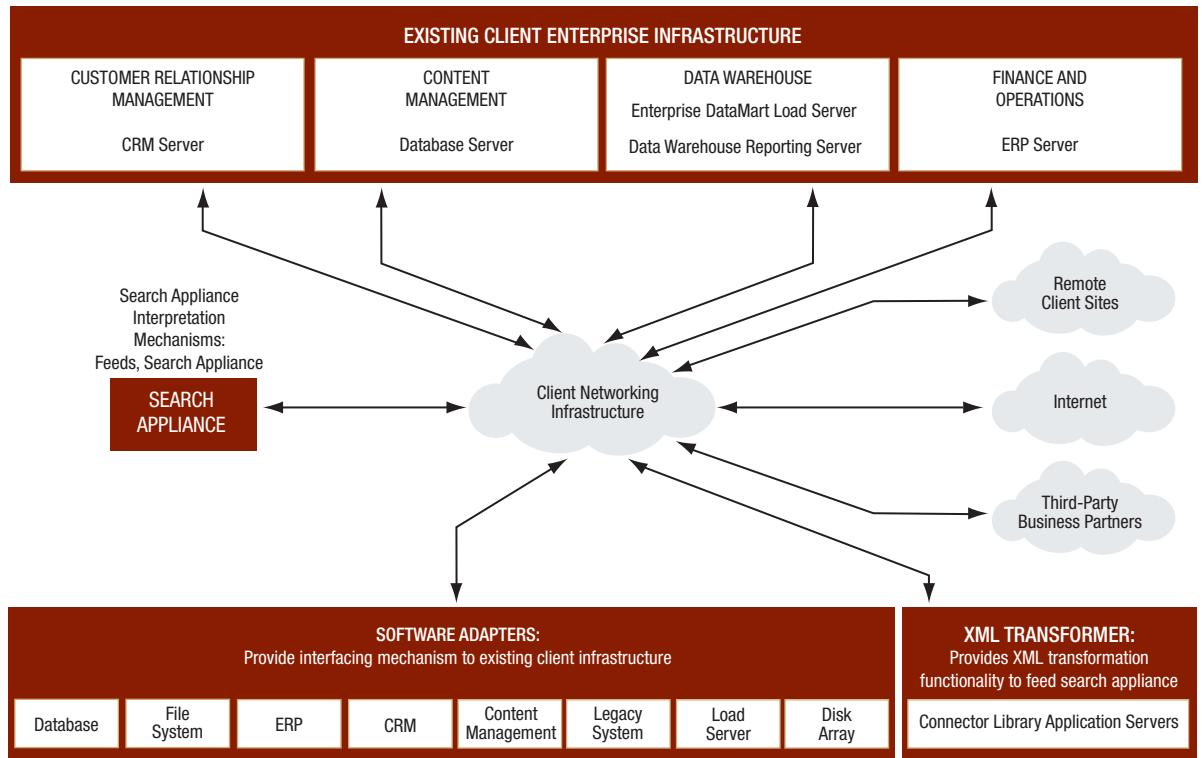 EXISTING CLIENT ENTERPRISE INFRASTRUCTURE
CUSTOMER RELATIONSHIP
MANAGEMENT
CRM Server
CONTENT
MANAGEMENT
Database Server
DATA WAREHOUSE
Enterprise DataMart Load Server
Data Warehouse Reporting Server
FINANCE AND
OPERATIONS
ERP Server
Search Appliance
Interpretation
Mechanisms:
Feeds, Search Appliance
SEARCH
APPLIANCE
Client Networking
Infrastructure
Remote
Client Sites
Internet
Third-Party
Business Partners
SOFTWARE ADAPTERS:
Provide interfacing mechanism to existing client infrastructure
Database
File
System
ERP
CRM
Content
Management
Legacy
System
Load
Server
Disk
Array
XML TRANSFORMER:
Provides XML transformation
functionality to feed search appliance
Connector Library Application Servers